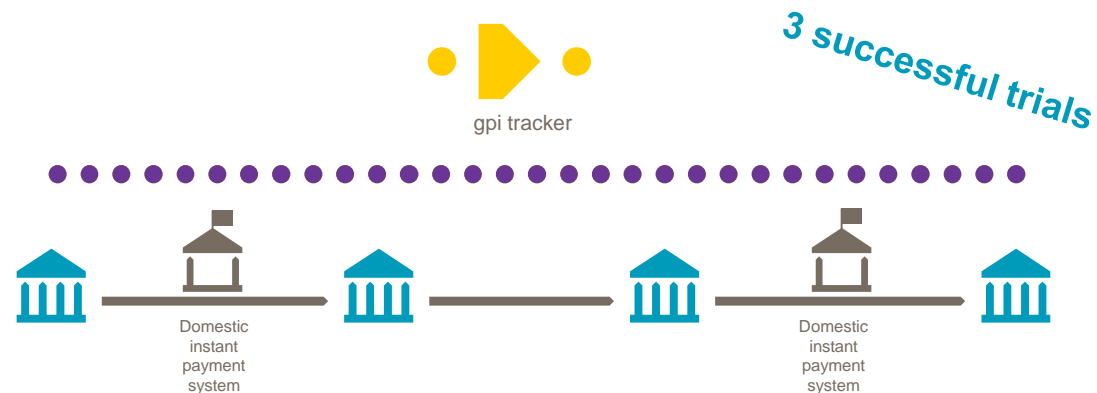 3 successful trials
gpi tracker
Domestic
instant
payment
system
Domestic
instant
payment
system